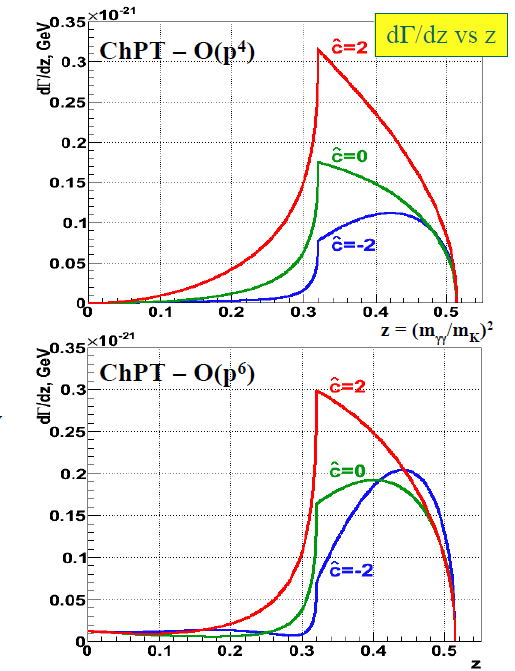 ×10⁻²¹
dΓ/dz vs z
dΓ/dz, GeV
ChPT – O(p⁴)
0.35
0.3
0.25
0.2
0.15
0.1
0.05
0
ĉ=2
ĉ=0
ĉ=-2
0 0.1 0.2 0.3 0.4 0.5
z = (mγγ/mK)²
×10⁻²¹
dΓ/dz, GeV
ChPT – O(p⁶)
0.35
0.3
0.25
0.2
0.15
0.1
0.05
0
ĉ=2
ĉ=0
ĉ=-2
0 0.1 0.2 0.3 0.4 0.5
z